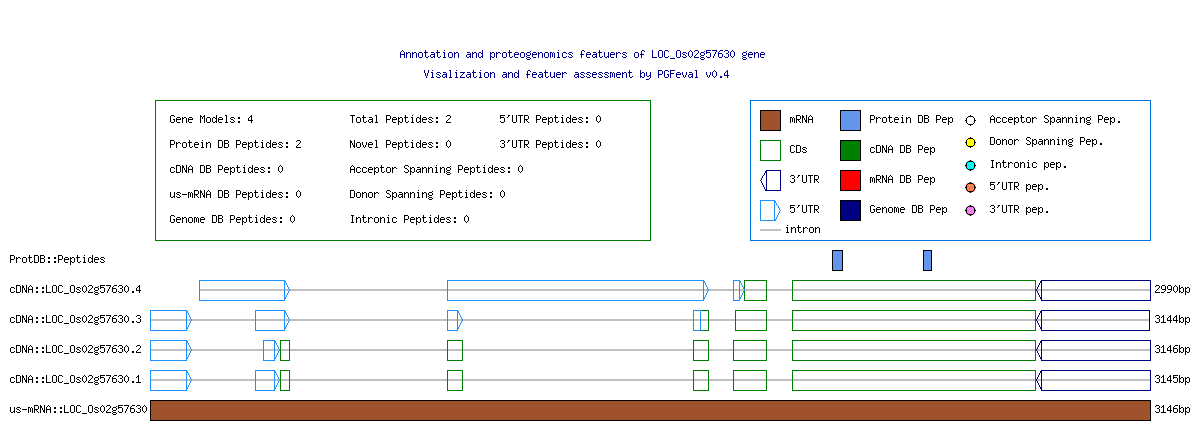 Annotation and proteogenomics featuers of LOC_Os02g57630 gene
Visalization and featuer assessment by PGFeval v0.4
Gene Models: 4 Total Peptides: 2 5'UTR Peptides: 0
Protein DB Peptides: 2 Novel Peptides: 0 3'UTR Peptides: 0
cDNA DB Peptides: 0 Acceptor Spanning Peptides: 0
us-mRNA DB Peptides: 0 Donor Spanning Peptides: 0
Genome DB Peptides: 0 Intronic Peptides: 0
mRNA Protein DB Pep Acceptor Spanning Pep.
CDs cDNA DB Pep Donor Spanning Pep.
3'UTR mRNA DB Pep Intronic pep.
5'UTR Genome DB Pep 5'UTR pep.
intron 3'UTR pep.
ProtDB::Peptides
cDNA::LOC_Os02g57630.4 2990bp
cDNA::LOC_Os02g57630.3 3144bp
cDNA::LOC_Os02g57630.2 3146bp
cDNA::LOC_Os02g57630.1 3145bp
us-mRNA::LOC_Os02g57630 3146bp